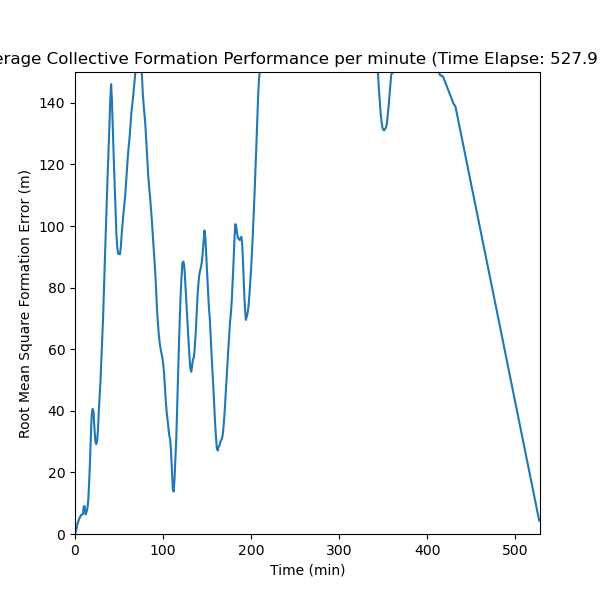 erage Collective Formation Performance per minute (Time Elapse: 527.9
Root Mean Square Formation Error (m)
140
120
100
80
60
40
20
0
0 100 200 300 400 500
Time (min)